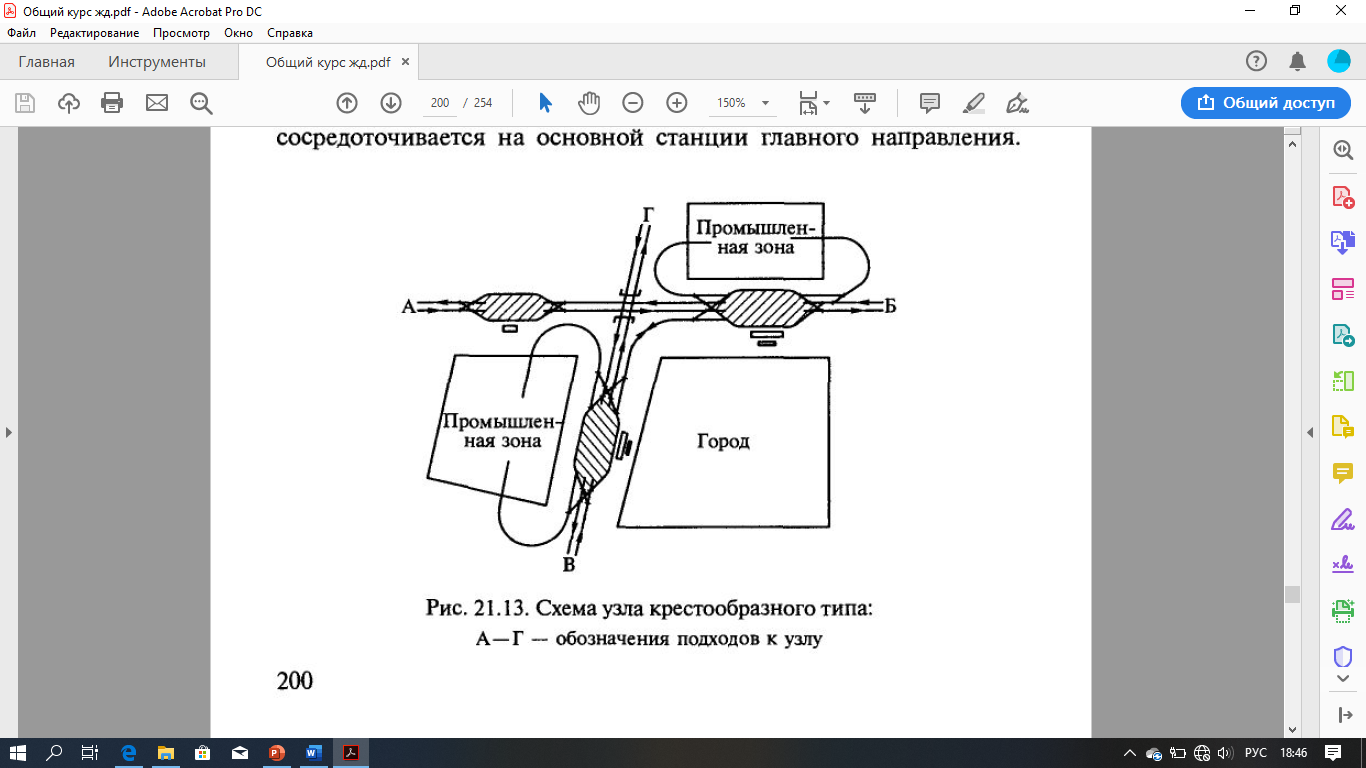 Общий курс жд.pdf - Adobe Acrobat Pro DC
Файл Редактирование Просмотр Окно Справка
Главная Инструменты Общий курс жд.pdf ×
200 / 254 150% Общий доступ
сосредоточивается на основной станции главного направления.
Г
Промышлен-
ная зона
А
Б
Промышлен-
ная зона
Город
В
Рис. 21.13. Схема узла крестообразного типа:
А—Г — обозначения подходов к узлу
200
РУС 18:46